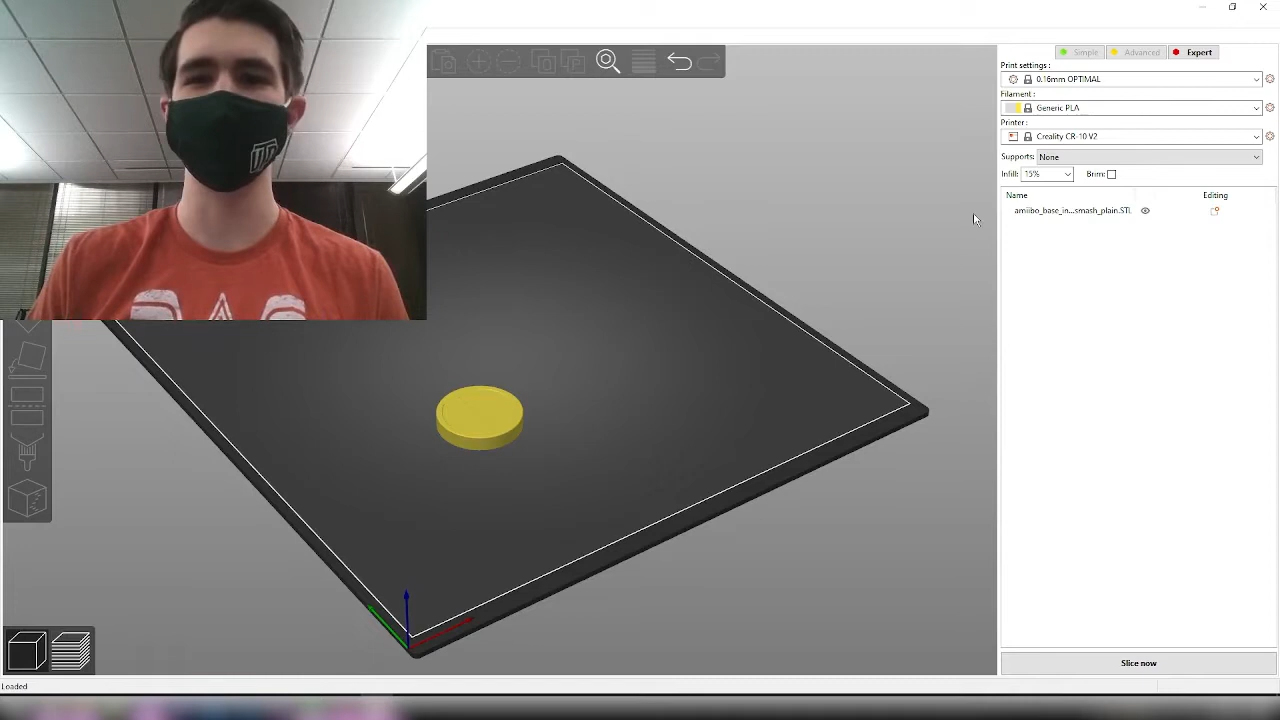 Simple
Advanced
Expert
Print settings:
0.16mm OPTIMAL
Filament:
Generic PLA
Printer:
Creality CR-10 V2
Supports: None
Infill: 15% Brim:
Name Editing
amiibo_base_in...smash_plain.STL
Slice now
Loaded